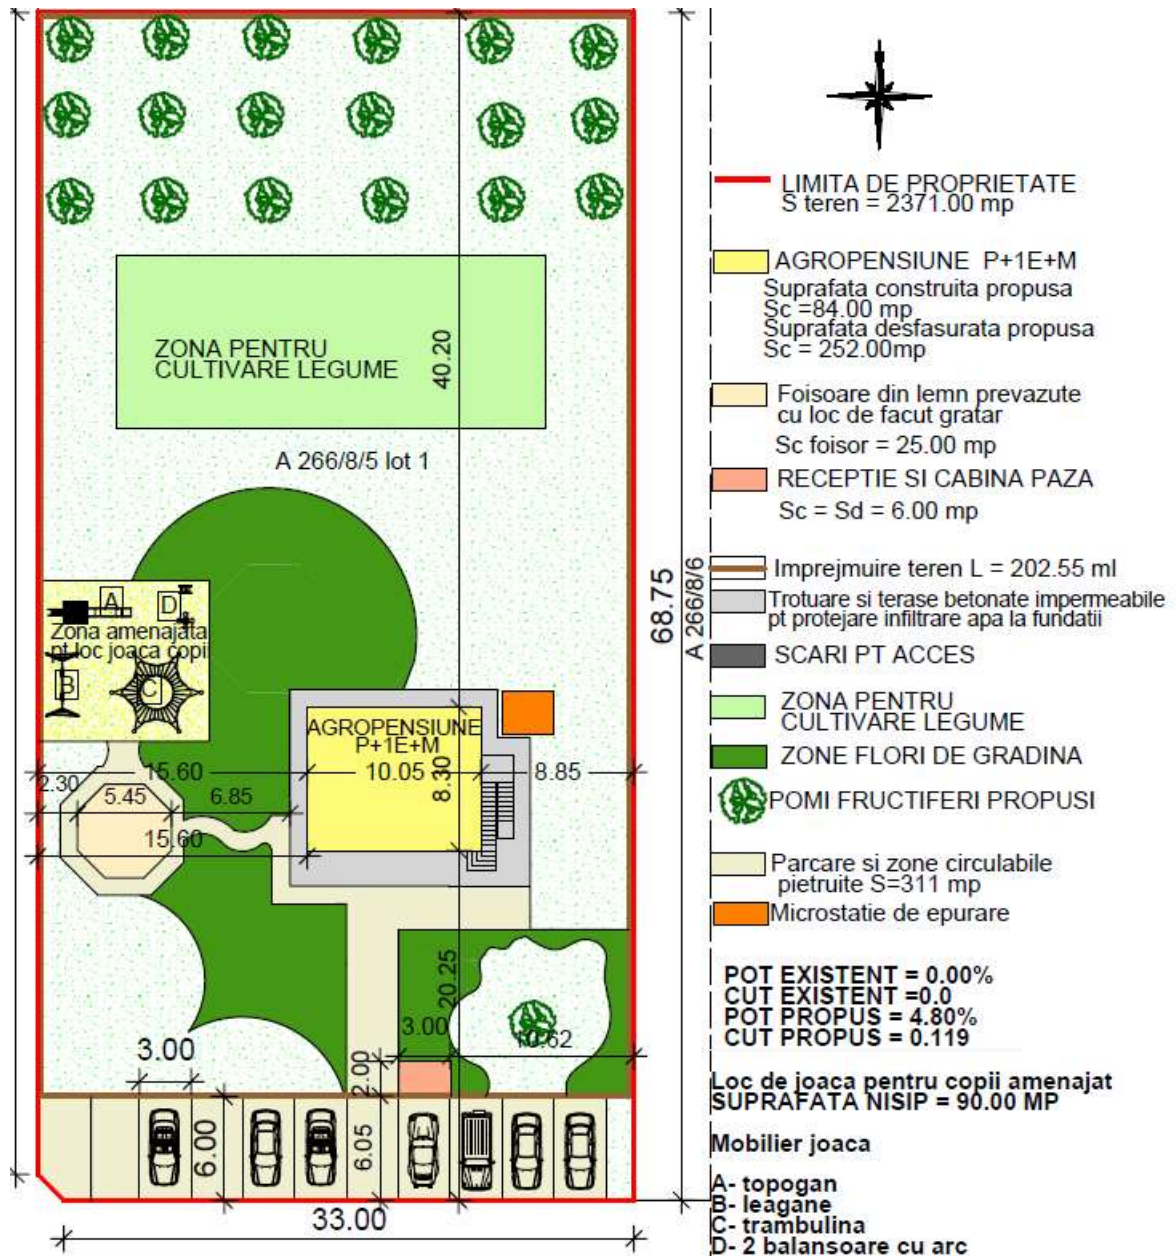 ZONA PENTRU
CULTIVARE LEGUME
40.20
A 266/8/5 lot 1
A
D
Zona amenajata
pt loc joaca copii
B
C
AGROPENSIUNE
P+1E+M
15.60
10.05
8.30
8.85
2.30
5.45
6.85
15.60
20.25
3.00
10.62
3.00
2.00
6.00
6.05
33.00
68.75
A 266/8/6
LIMITA DE PROPRIETATE
S teren = 2371.00 mp
AGROPENSIUNE P+1E+M
Suprafata construita propusa
Sc =84.00 mp
Suprafata desfasurata propusa
Sc = 252.00mp
Foisoare din lemn prevazute
cu loc de facut gratar
Sc foisor = 25.00 mp
RECEPTIE SI CABINA PAZA
Sc = Sd = 6.00 mp
Imprejmuire teren L = 202.55 ml
Trotuare si terase betonate impermeabile
pt protejare infiltrare apa la fundatii
SCARI PT ACCES
ZONA PENTRU
CULTIVARE LEGUME
ZONE FLORI DE GRADINA
POMI FRUCTIFERI PROPUSI
Parcare si zone circulabile
pietruite S=311 mp
Microstatie de epurare
POT EXISTENT = 0.00%
CUT EXISTENT =0.0
POT PROPUS = 4.80%
CUT PROPUS = 0.119
Loc de joaca pentru copii amenajat
SUPRAFATA NISIP = 90.00 MP
Mobilier joaca
A- topogan
B- leagane
C- trambulina
D- 2 balansoare cu arc